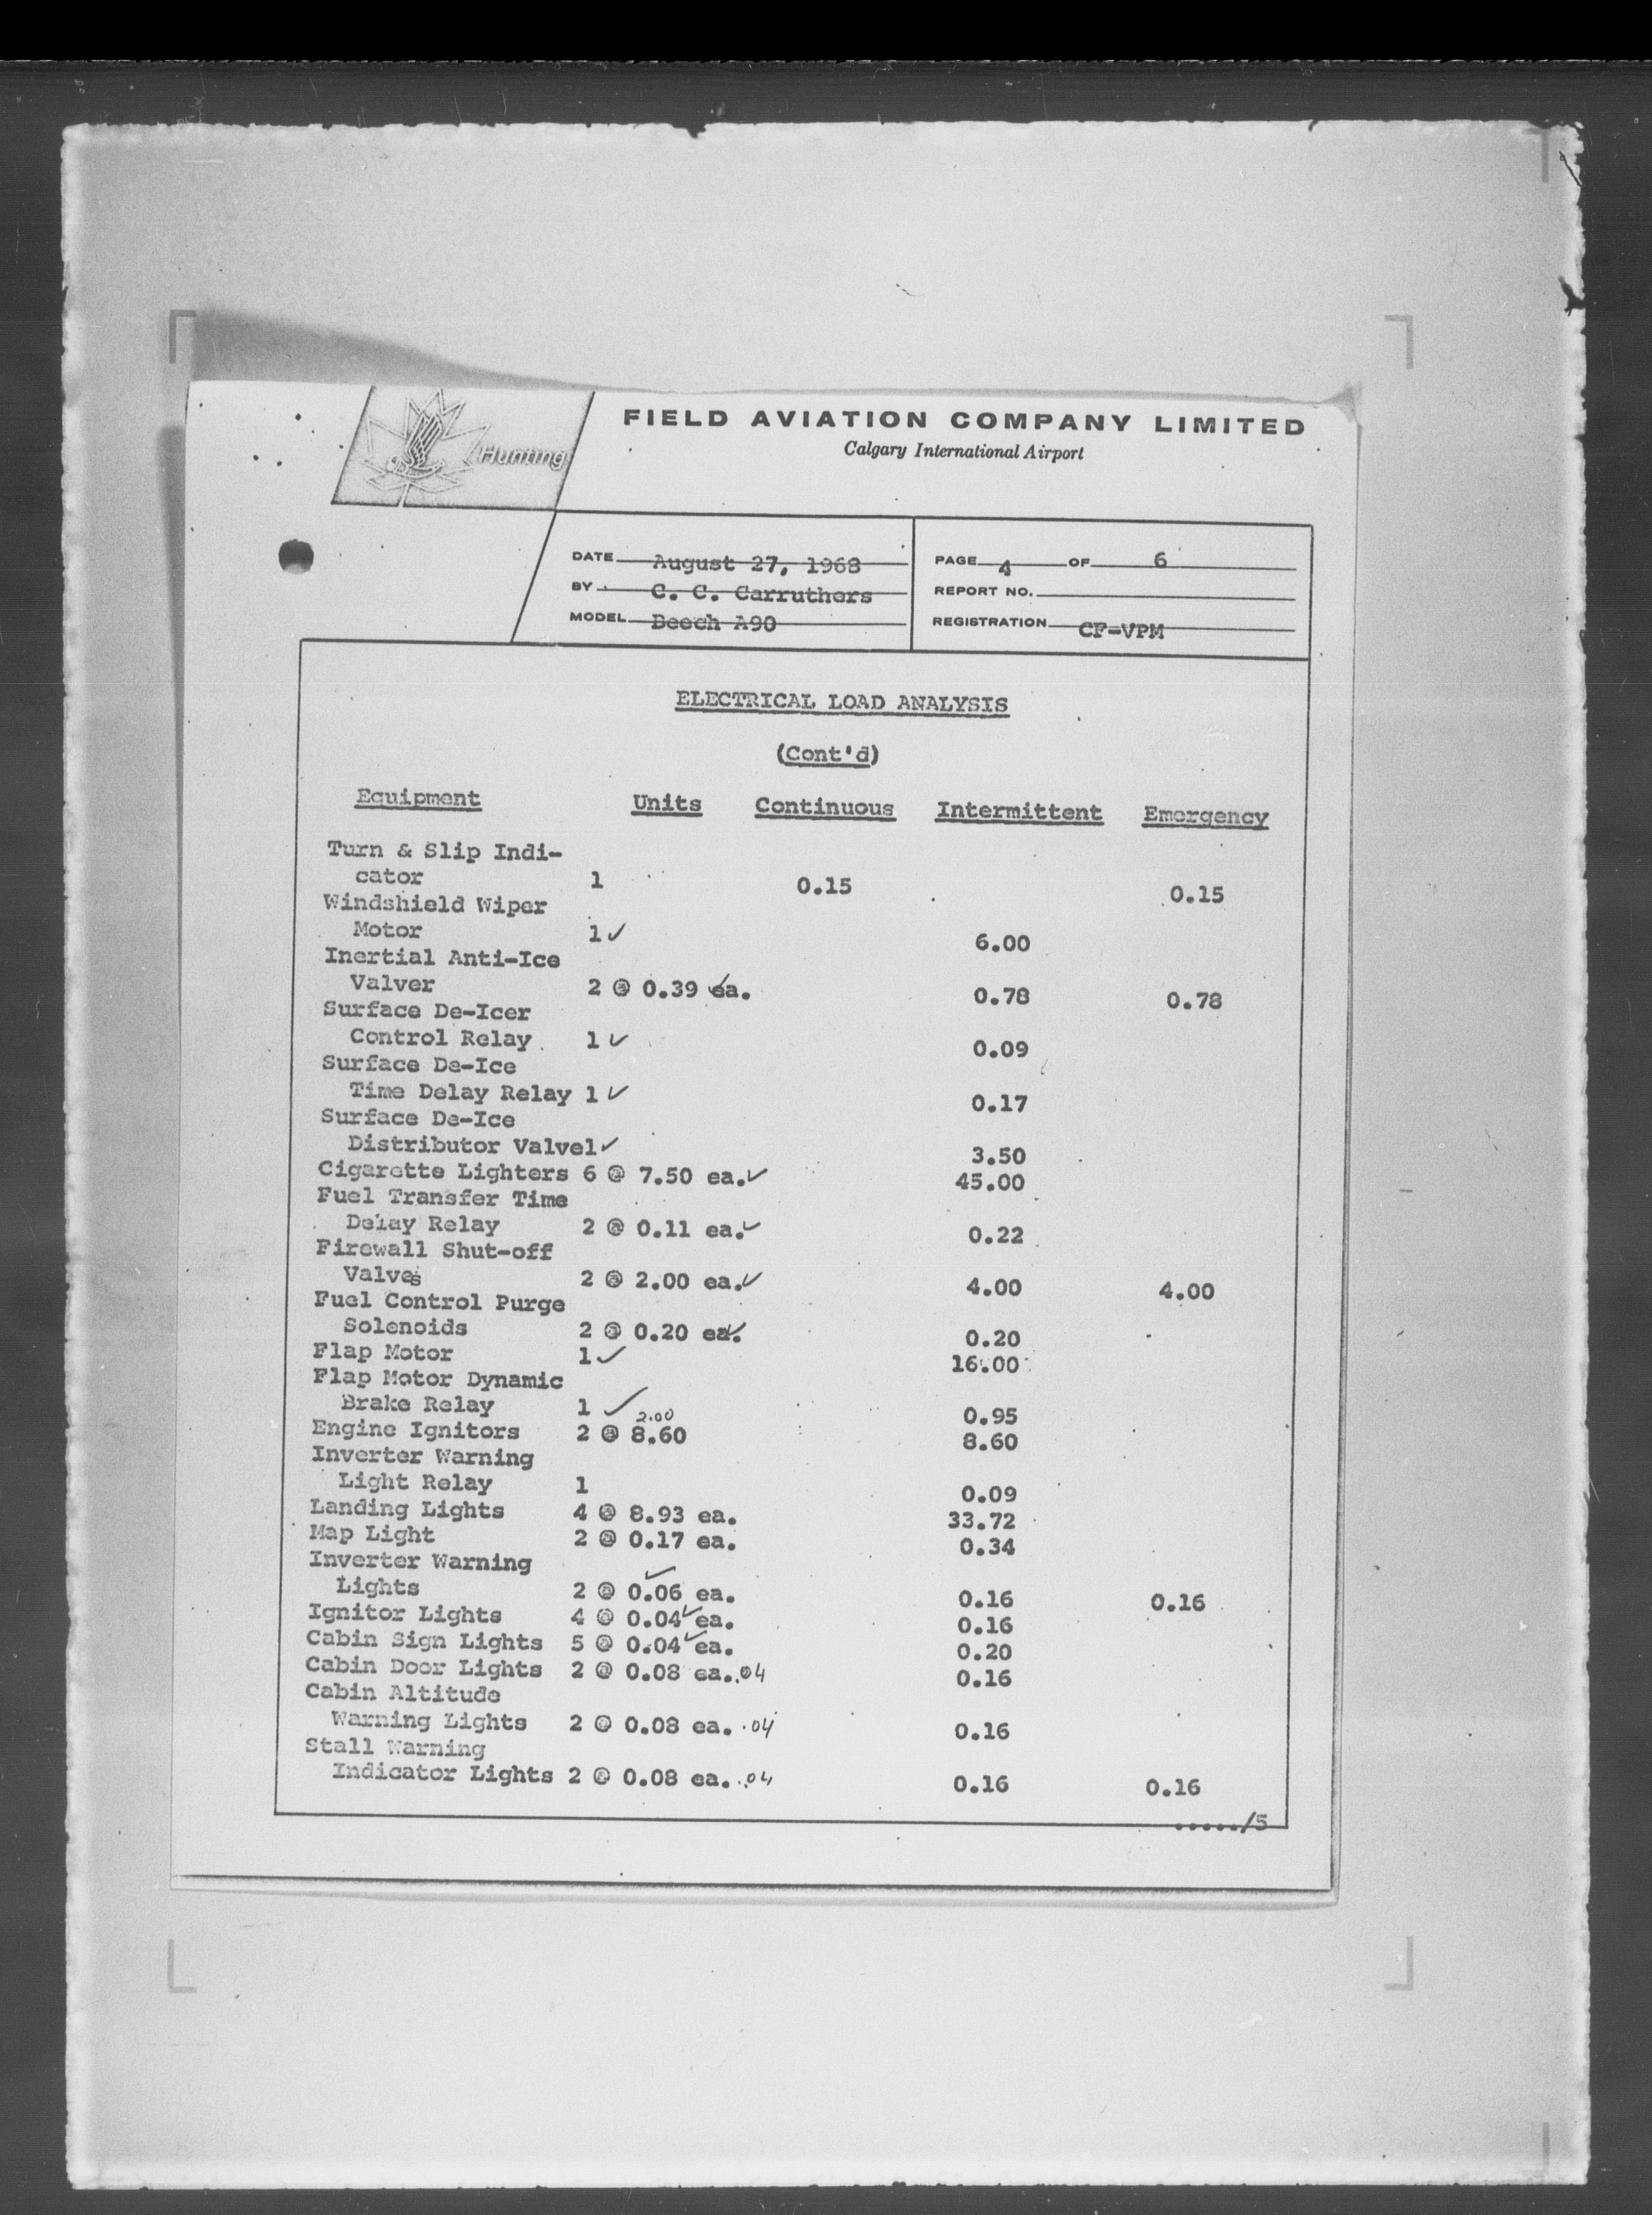 Hunting
FIELD AVIATION COMPANY LIMITED
Calgary International Airport
DATE August 27, 1968
BY C. C. Carruthers
MODEL Beech A90
PAGE 4 OF 6
REPORT NO.
REGISTRATION CF-VPM
ELECTRICAL LOAD ANALYSIS
(Cont'd)
Equipment Units Continuous Intermittent Emergency
Turn & Slip Indi-
cator 1 0.15 0.15
Windshield Wiper
Motor 1 ✓ 6.00
Inertial Anti-Ice
Valver 2 @ 0.39 ea. ✓ 0.78 0.78
Surface De-Icer
Control Relay 1 ✓ 0.09
Surface De-Ice
Time Delay Relay 1 ✓ 0.17
Surface De-Ice
Distributor Valve1 ✓ 3.50
Cigarette Lighters 6 @ 7.50 ea. ✓ 45.00
Fuel Transfer Time
Delay Relay 2 @ 0.11 ea. ✓ 0.22
Firewall Shut-off
Valves 2 @ 2.00 ea. ✓ 4.00 4.00
Fuel Control Purge
Solenoids 2 @ 0.20 ea. ✓ 0.20
Flap Motor 1 ✓ 16.00
Flap Motor Dynamic
Brake Relay 1 ✓ 0.95
2.00
Engine Ignitors 2 @ 8.60 8.60
Inverter Warning
Light Relay 1 0.09
Landing Lights 4 @ 8.93 ea. 33.72
Map Light 2 @ 0.17 ea. 0.34
Inverter Warning
Lights 2 @ 0.06 ea. ✓ 0.16 0.16
Ignitor Lights 4 @ 0.04 ✓ ea. 0.16
Cabin Sign Lights 5 @ 0.04 ✓ ea. 0.20
Cabin Door Lights 2 @ 0.08 ea. .04 0.16
Cabin Altitude
Warning Lights 2 @ 0.08 ea. .04 0.16
Stall Warning
Indicator Lights 2 @ 0.08 ea. .04 0.16 0.16
...../5